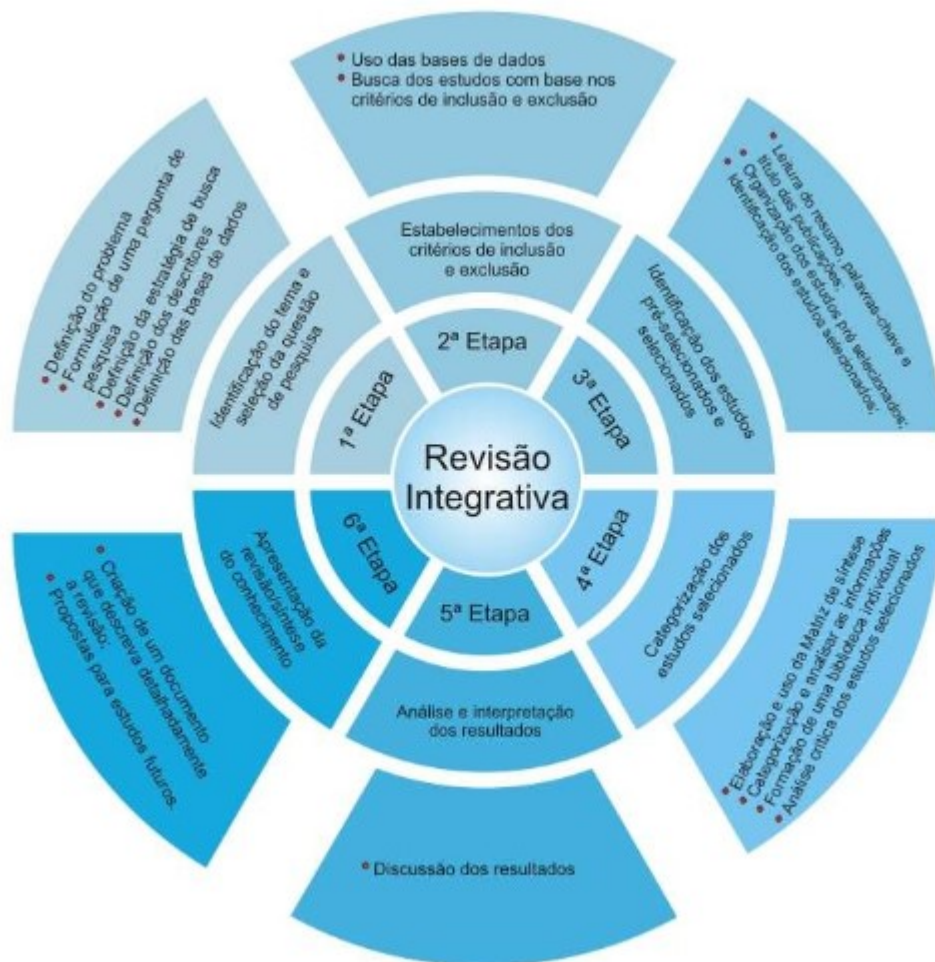 Revisão
Integrativa
1ª Etapa
Identificação do tema e
seleção da questão
de pesquisa
• Definição do problema
• Formulação de uma pergunta de
pesquisa
• Definição da estratégia de busca
• Definição dos descritores
• Definição das bases de dados
2ª Etapa
Estabelecimentos dos
critérios de inclusão
e exclusão
• Uso das bases de dados
• Busca dos estudos com base nos
critérios de inclusão e exclusão
3ª Etapa
Identificação dos estudos
pré-selecionados e
selecionados
• Leitura do resumo, palavras-chave e
título das publicações;
• Organização dos estudos pré selecionados;
• Identificação dos estudos selecionados;
4ª Etapa
Categorização dos
estudos selecionados
• Elaboração e uso da Matriz de síntese
• Categorização e analisar as informações
• Formação de uma biblioteca individual
• Análise critica dos estudos selecionados
5ª Etapa
Análise e interpretação
dos resultados
• Discussão dos resultados
6ª Etapa
Apresentação da
revisão/síntese
do conhecimento
• Criação de um documento
que descreva detalhadamente
a revisão;
• Propostas para estudos futuros.